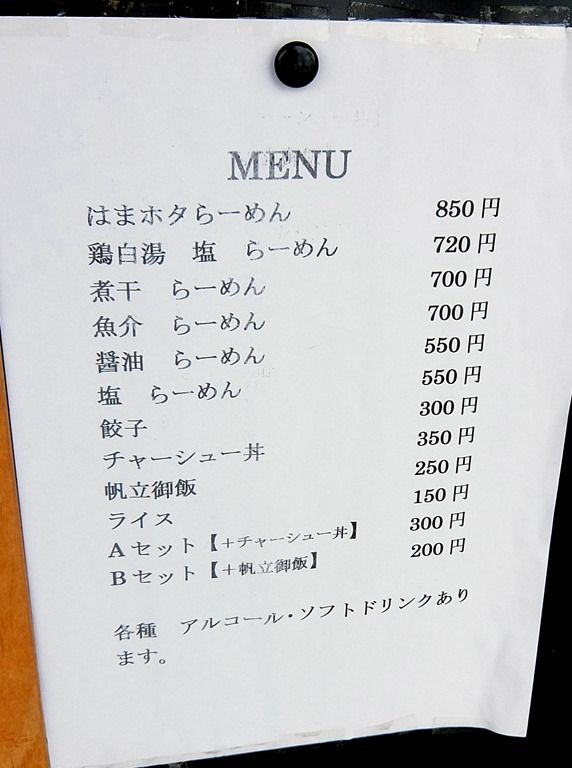 MENU
はまホタらーめん 850円
鶏白湯　塩　らーめん 720円
煮干　らーめん 700円
魚介　らーめん 700円
醤油　らーめん 550円
塩　らーめん 550円
餃子 300円
チャーシュー丼 350円
帆立御飯 250円
ライス 150円
Aセット【＋チャーシュー丼】 300円
Bセット【＋帆立御飯】 200円
各種　アルコール・ソフトドリンクあり
ます。